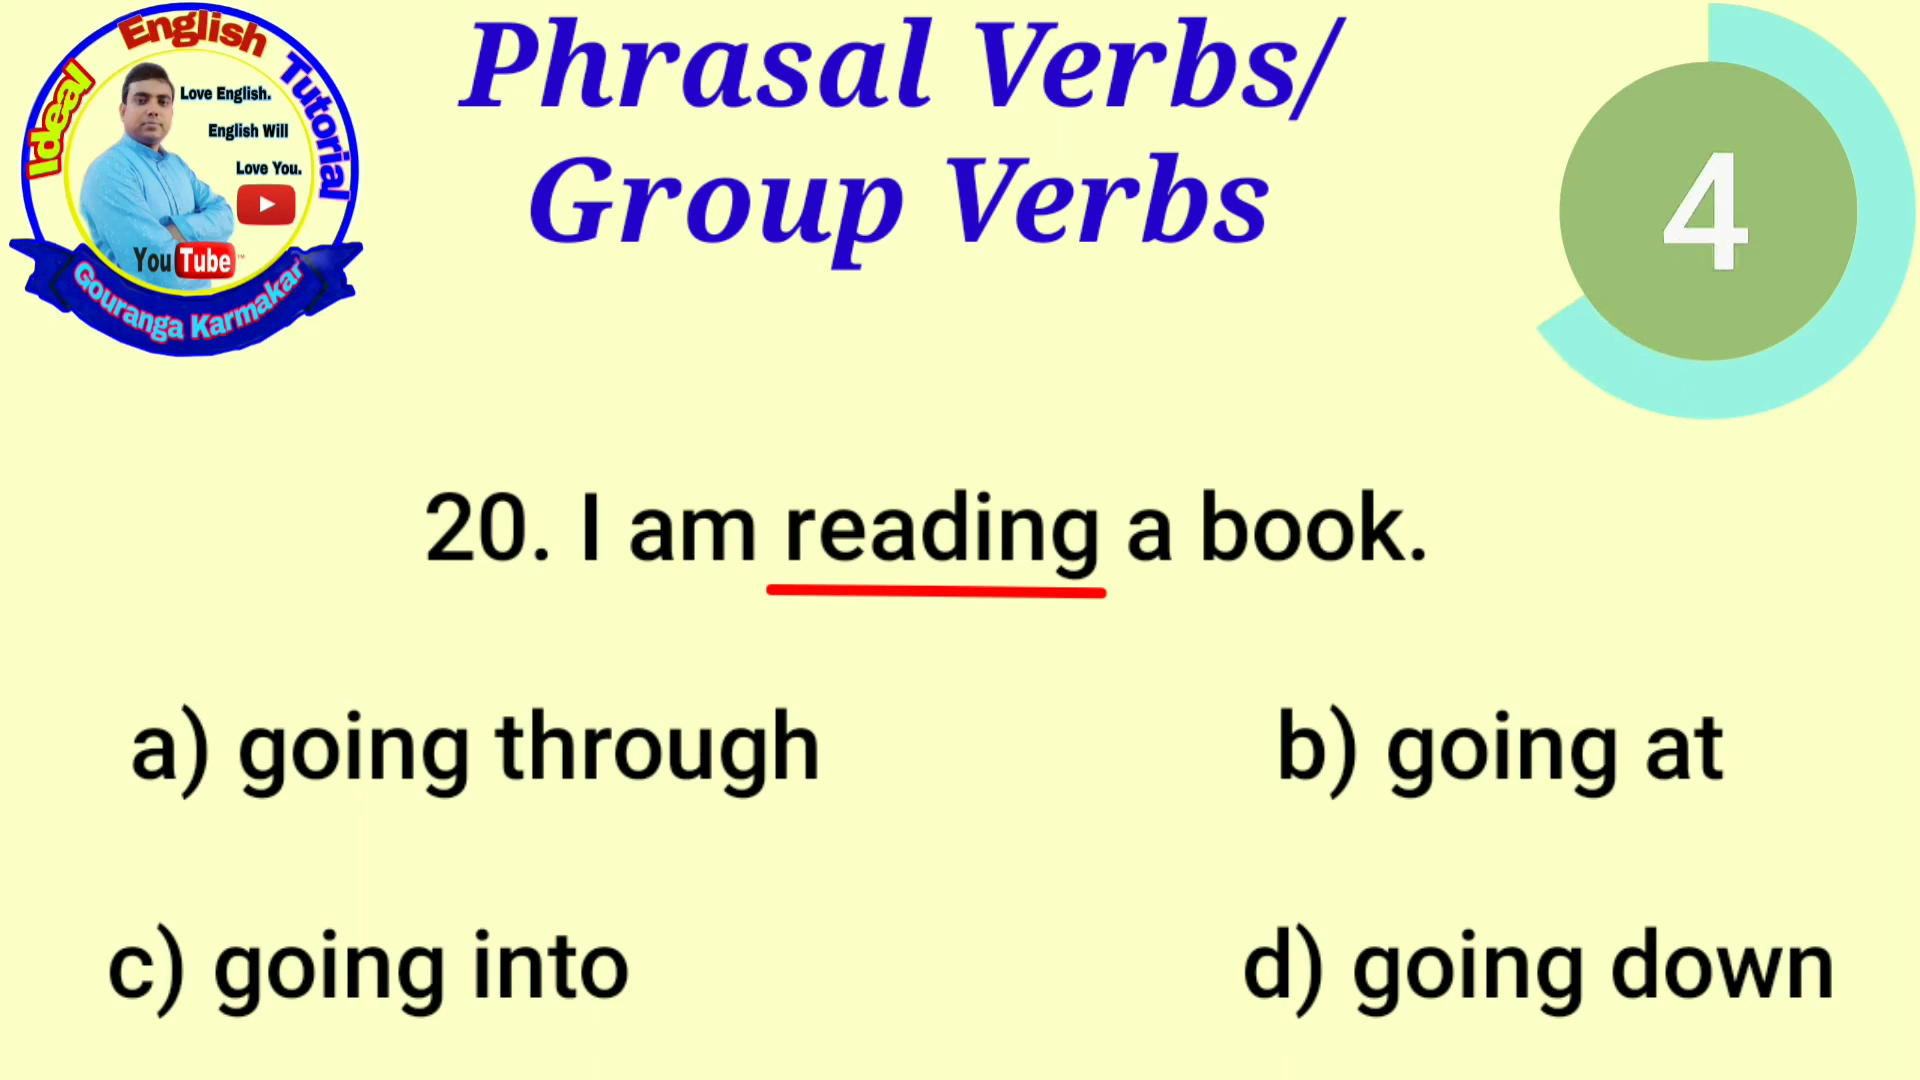 Ideal English Tutorial
Love English.
English Will
Love You.
YouTube
Gouranga Karmakar
Phrasal Verbs/
Group Verbs
4
20. I am reading a book.
a) going through
b) going at
c) going into
d) going down